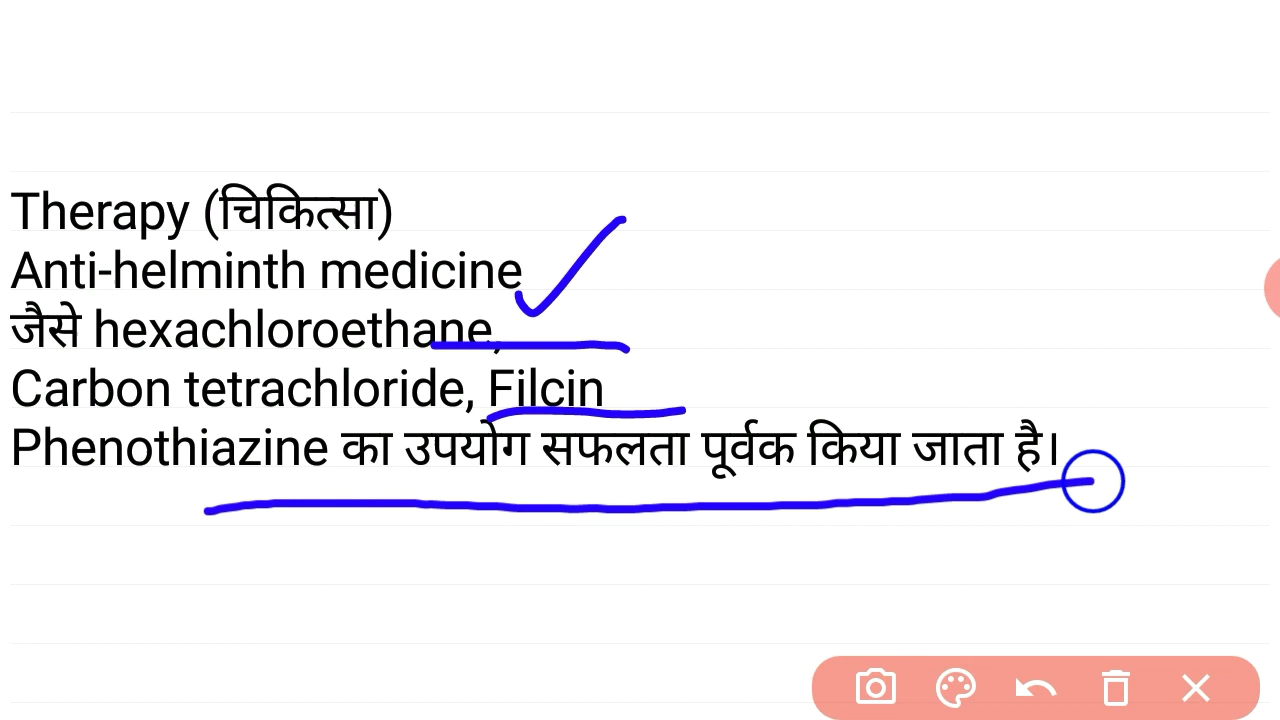 Therapy (चिकित्सा)
Anti-helminth medicine
जैसे hexachloroethane,
Carbon tetrachloride, Filcin
Phenothiazine का उपयोग सफलता पूर्वक किया जाता है।